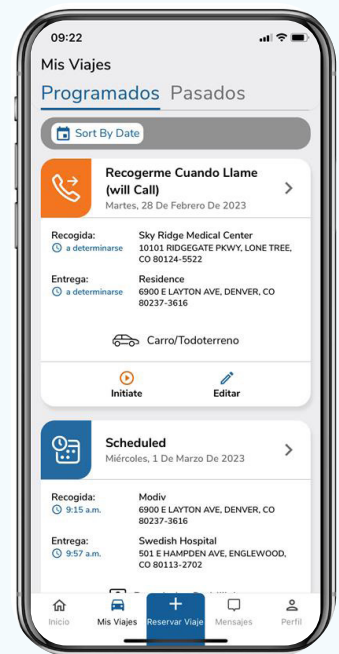 09:22
Mis Viajes
Programados Pasados
Sort By Date
Recogerme Cuando Llame
(will Call)
Martes, 28 De Febrero De 2023
Recogida:
a determinarse
Sky Ridge Medical Center
10101 RIDGEGATE PKWY, LONE TREE,
CO 80124-5522
Entrega:
a determinarse
Residence
6900 E LAYTON AVE, DENVER, CO
80237-3616
Carro/Todoterreno
Initiate
Editar
Scheduled
Miércoles, 1 De Marzo De 2023
Recogida:
9:15 a.m.
Modiv
6900 E LAYTON AVE, DENVER, CO
80237-3616
Entrega:
9:57 a.m.
Swedish Hospital
501 E HAMPDEN AVE, ENGLEWOOD,
CO 80113-2702
Inicio
Mis Viajes
Reservar Viaje
Mensajes
Perfil